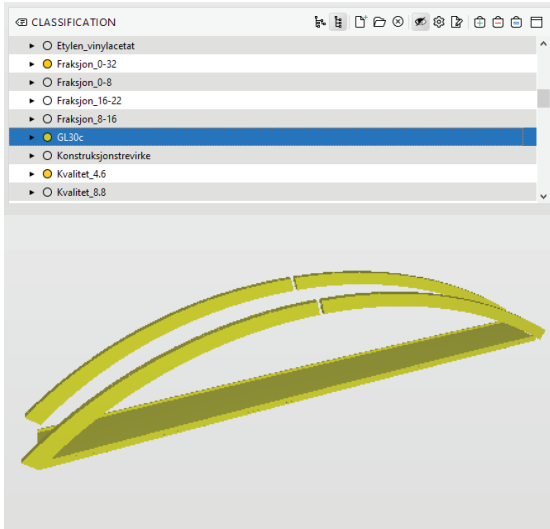 CLASSIFICATION
Etylen_vinylacetat
Fraksjon_0-32
Fraksjon_0-8
Fraksjon_16-22
Fraksjon_8-16
GL30c
Konstruksjonstrevirke
Kvalitet_4.6
Kvalitet_8.8